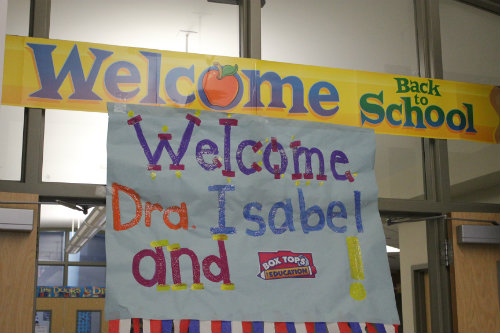 Welcome Back
to
School
Welcome
Dra. Isabel
and BOX TOPS
FOR EDUCATION !